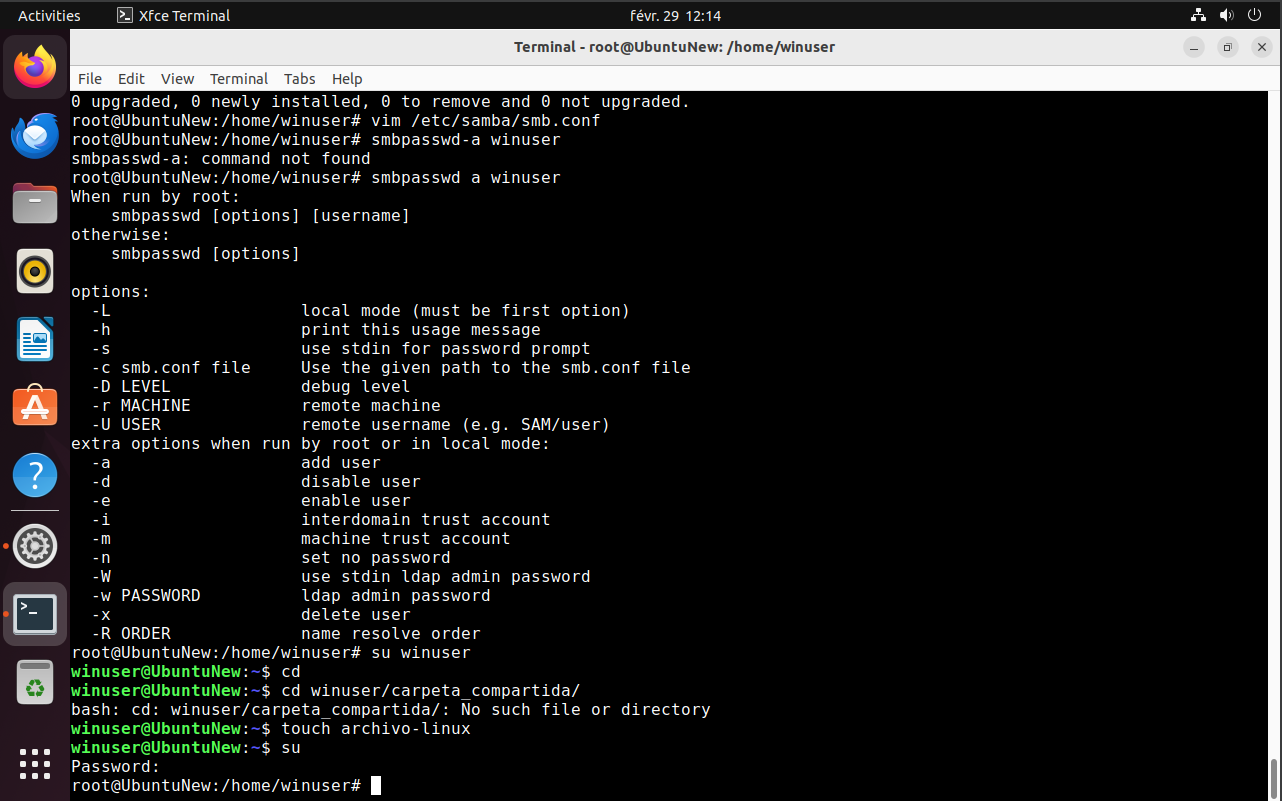 Activities
Xfce Terminal
févr. 29 12:14
Terminal - root@UbuntuNew: /home/winuser
File Edit View Terminal Tabs Help
0 upgraded, 0 newly installed, 0 to remove and 0 not upgraded.
root@UbuntuNew:/home/winuser# vim /etc/samba/smb.conf
root@UbuntuNew:/home/winuser# smbpasswd-a winuser
smbpasswd-a: command not found
root@UbuntuNew:/home/winuser# smbpasswd a winuser
When run by root:
    smbpasswd [options] [username]
otherwise:
    smbpasswd [options]

options:
  -L                   local mode (must be first option)
  -h                   print this usage message
  -s                   use stdin for password prompt
  -c smb.conf file     Use the given path to the smb.conf file
  -D LEVEL             debug level
  -r MACHINE           remote machine
  -U USER              remote username (e.g. SAM/user)
extra options when run by root or in local mode:
  -a                   add user
  -d                   disable user
  -e                   enable user
  -i                   interdomain trust account
  -m                   machine trust account
  -n                   set no password
  -W                   use stdin ldap admin password
  -w PASSWORD          ldap admin password
  -x                   delete user
  -R ORDER             name resolve order
root@UbuntuNew:/home/winuser# su winuser
winuser@UbuntuNew:~$ cd
winuser@UbuntuNew:~$ cd winuser/carpeta_compartida/
bash: cd: winuser/carpeta_compartida/: No such file or directory
winuser@UbuntuNew:~$ touch archivo-linux
winuser@UbuntuNew:~$ su
Password:
root@UbuntuNew:/home/winuser#